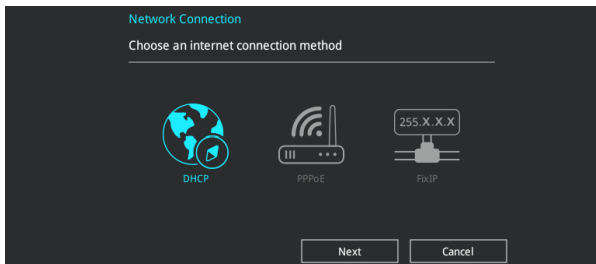 Network Connection
Choose an internet connection method
255.X.X.X
DHCP
PPPoE
FixIP
Next
Cancel